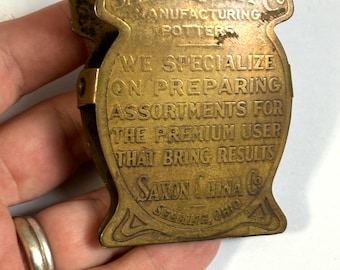 MANUFACTURING
POTTERS
WE SPECIALIZE
ON PREPARING
ASSORTMENTS FOR
THE PREMIUM USER
THAT BRING RESULTS
SAXON CHINA CO
SEBRING, OHIO